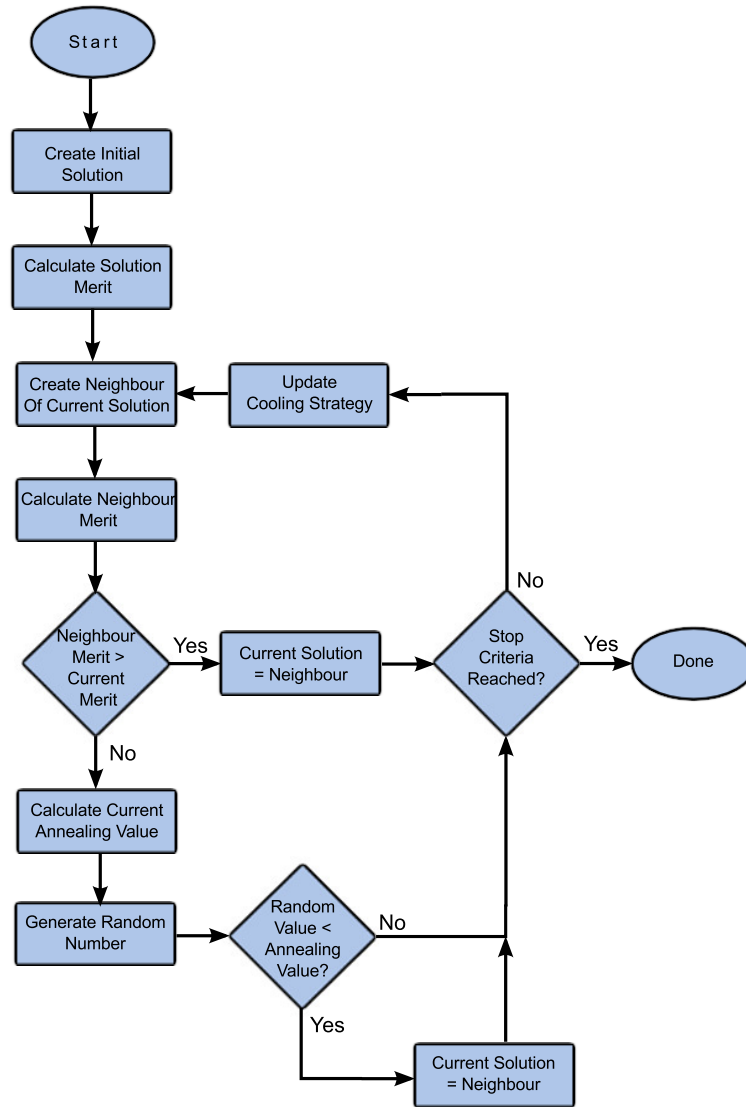 Start
Create Initial
Solution
Calculate Solution
Merit
Create Neighbour
Of Current Solution
Update
Cooling Strategy
Calculate Neighbour
Merit
No
Neighbour
Merit >
Current
Merit
Yes
Current Solution
= Neighbour
Stop
Criteria
Reached?
Yes
Done
No
Calculate Current
Annealing Value
Generate Random
Number
Random
Value <
Annealing
Value?
No
Yes
Current Solution
= Neighbour